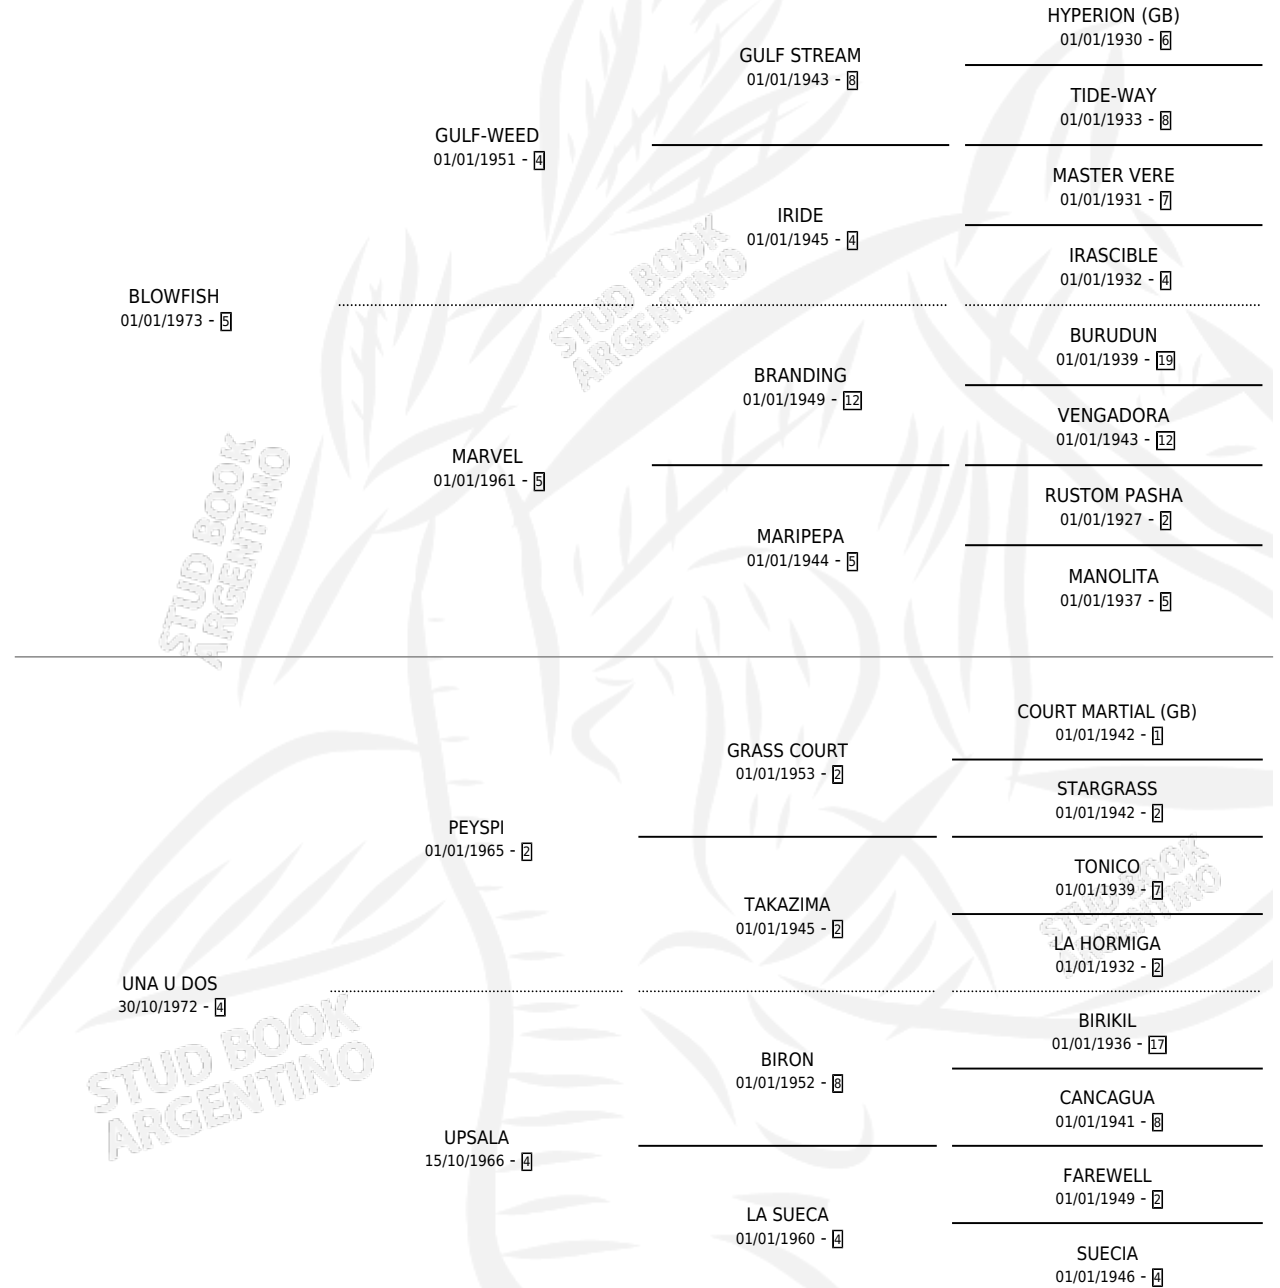 HYPERION (GB)
01/01/1930 - 6
GULF STREAM
01/01/1943 - 8
TIDE-WAY
01/01/1933 - 8
GULF-WEED
01/01/1951 - 4
MASTER VERE
01/01/1931 - 7
IRIDE
01/01/1945 - 4
IRASCIBLE
01/01/1932 - 4
BLOWFISH
01/01/1973 - 5
BURUDUN
01/01/1939 - 19
BRANDING
01/01/1949 - 12
VENGADORA
01/01/1943 - 12
MARVEL
01/01/1961 - 5
RUSTOM PASHA
01/01/1927 - 2
MARIPEPA
01/01/1944 - 5
MANOLITA
01/01/1937 - 5
COURT MARTIAL (GB)
01/01/1942 - 1
GRASS COURT
01/01/1953 - 2
STARGRASS
01/01/1942 - 2
PEYSPI
01/01/1965 - 2
TONICO
01/01/1939 - 7
TAKAZIMA
01/01/1945 - 2
LA HORMIGA
01/01/1932 - 2
UNA U DOS
30/10/1972 - 4
BIRIKIL
01/01/1936 - 17
BIRON
01/01/1952 - 8
CANCAGUA
01/01/1941 - 8
UPSALA
15/10/1966 - 4
FAREWELL
01/01/1949 - 2
LA SUECA
01/01/1960 - 4
SUECIA
01/01/1946 - 4
STUD BOOK
ARGENTINO
STUD BOOK
ARGENTINO
STUD BOOK
ARGENTINO
STUD BOOK
ARGENTINO